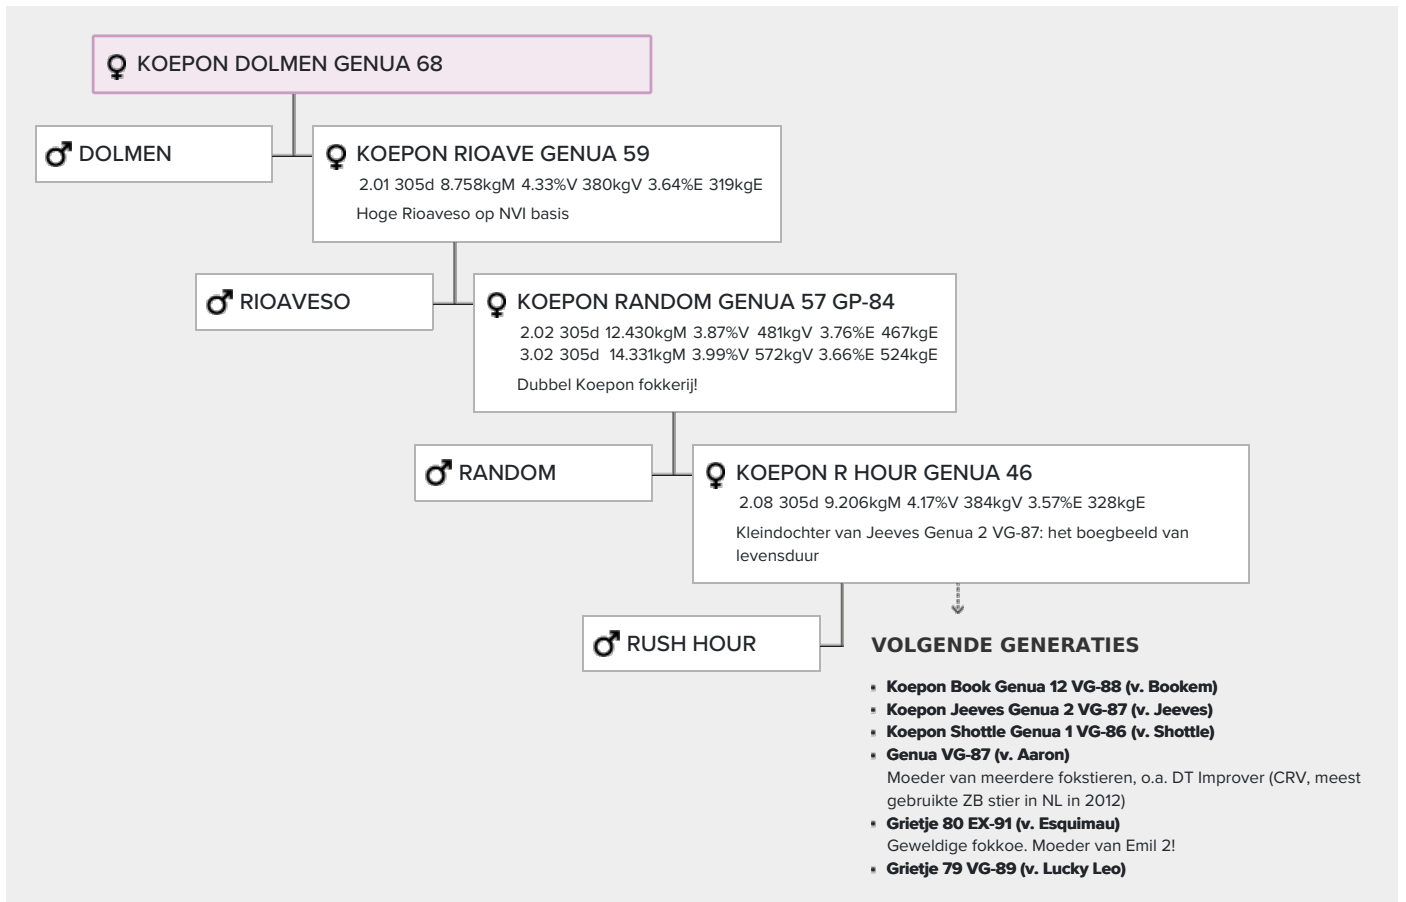 KOEPON DOLMEN GENUA 68
DOLMEN
KOEPON RIOAVE GENUA 59
2.01 305d 8.758kgM 4.33%V 380kgV 3.64%E 319kgE
Hoge Rioaveso op NVI basis
RIOAVESO
KOEPON RANDOM GENUA 57 GP-84
2.02 305d 12.430kgM 3.87%V 481kgV 3.76%E 467kgE
3.02 305d 14.331kgM 3.99%V 572kgV 3.66%E 524kgE
Dubbel Koepon fokkerij!
RANDOM
KOEPON R HOUR GENUA 46
2.08 305d 9.206kgM 4.17%V 384kgV 3.57%E 328kgE
Kleindochter van Jeeves Genua 2 VG-87: het boegbeeld van
levensduur
RUSH HOUR
VOLGENDE GENERATIES
Koepon Book Genua 12 VG-88 (v. Bookem)
Koepon Jeeves Genua 2 VG-87 (v. Jeeves)
Koepon Shottle Genua 1 VG-86 (v. Shottle)
Genua VG-87 (v. Aaron)
Moeder van meerdere fokstieren, o.a. DT Improver (CRV, meest
gebruikte ZB stier in NL in 2012)
Grietje 80 EX-91 (v. Esquimau)
Geweldige fokkoe. Moeder van Emil 2!
Grietje 79 VG-89 (v. Lucky Leo)